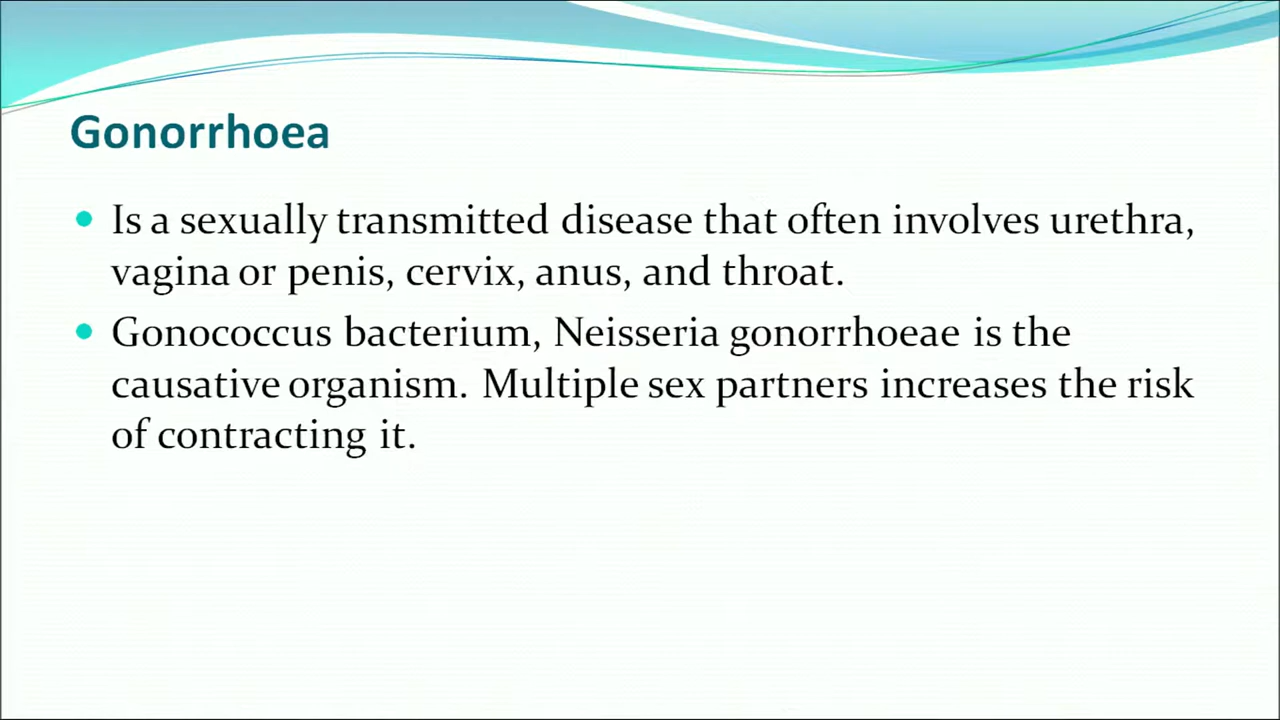 Gonorrhoea
• Is a sexually transmitted disease that often involves urethra,
vagina or penis, cervix, anus, and throat.
• Gonococcus bacterium, Neisseria gonorrhoeae is the
causative organism. Multiple sex partners increases the risk
of contracting it.